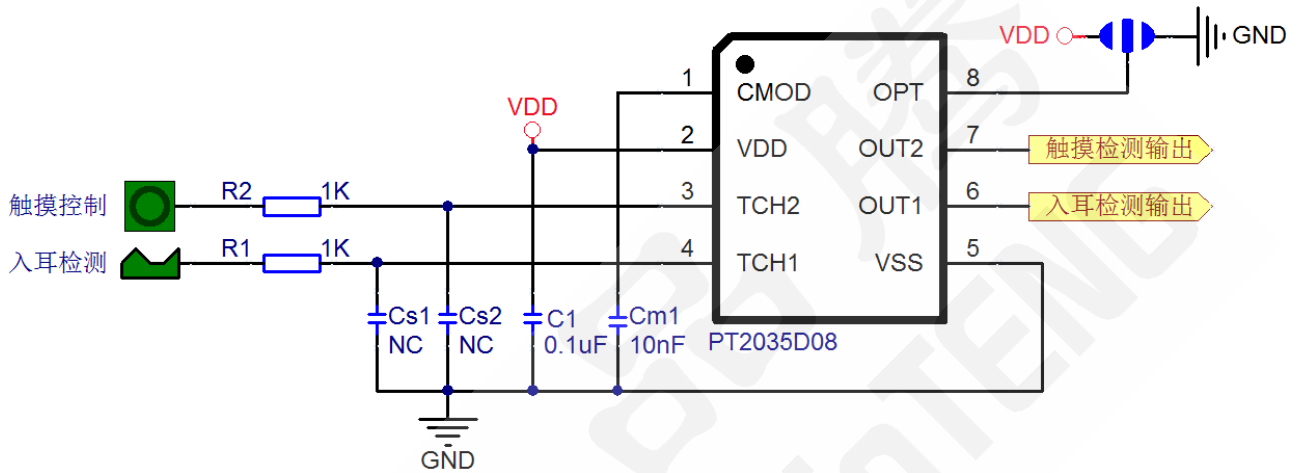 VDD
GND
1
CMOD
OPT
8
VDD
2
VDD
OUT2
7
触摸检测输出
触摸控制
R2
1K
3
TCH2
OUT1
6
入耳检测输出
入耳检测
R1
1K
4
TCH1
VSS
5
Cs1
NC
Cs2
NC
C1
0.1uF
Cm1
10nF
PT2035D08
GND
品腾